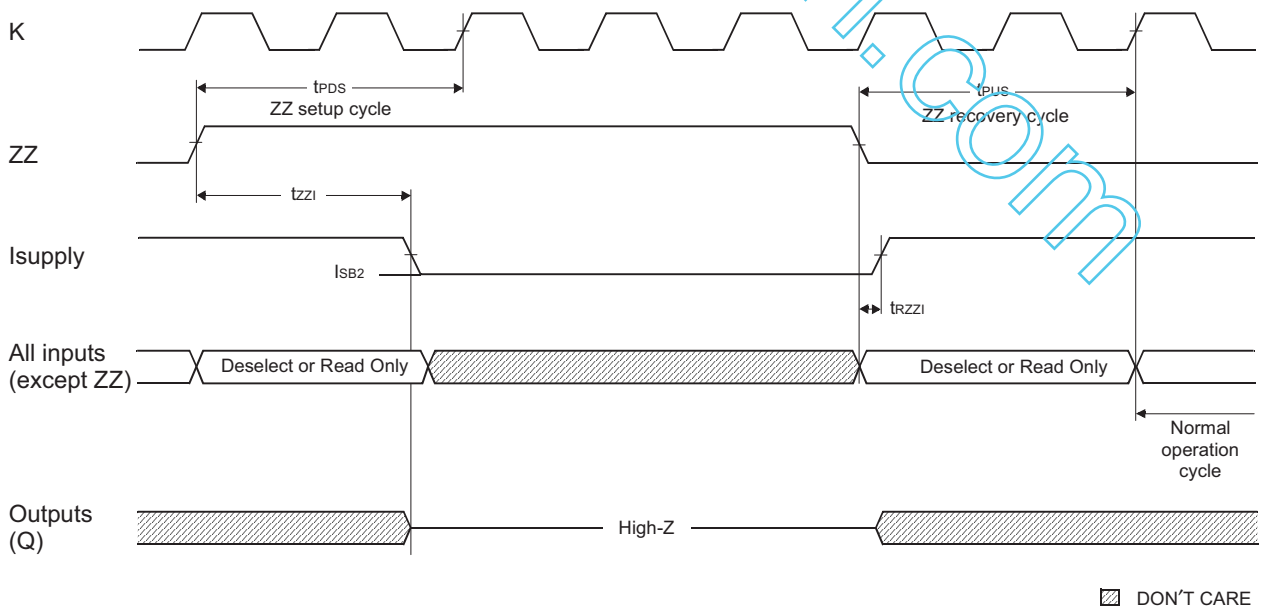 K
tPDS
ZZ setup cycle
tPUS
ZZ recovery cycle
ZZ
tZZI
Isupply
ISB2
tRZZI
All inputs
(except ZZ)
Deselect or Read Only
Deselect or Read Only
Normal
operation
cycle
Outputs
(Q)
High-Z
DON'T CARE
.com